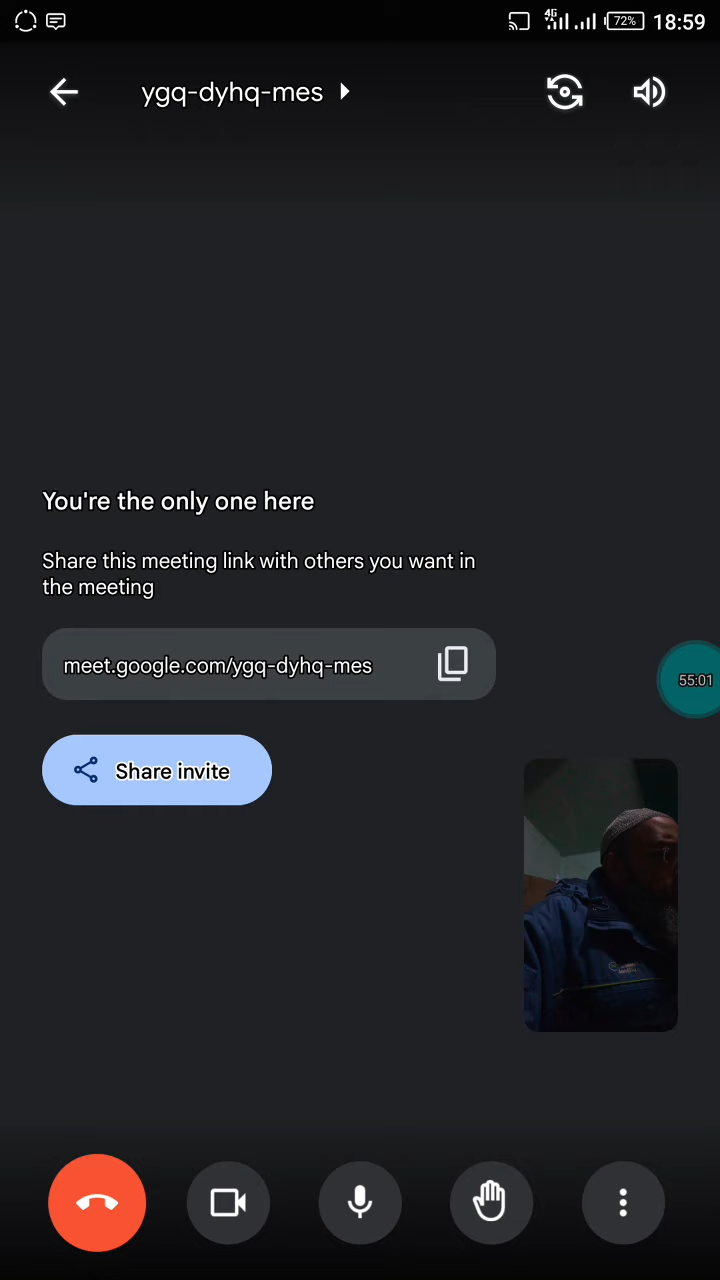 4G 72% 18:59
ygq-dyhq-mes
You're the only one here
Share this meeting link with others you want in
the meeting
meet.google.com/ygq-dyhq-mes
55:01
Share invite